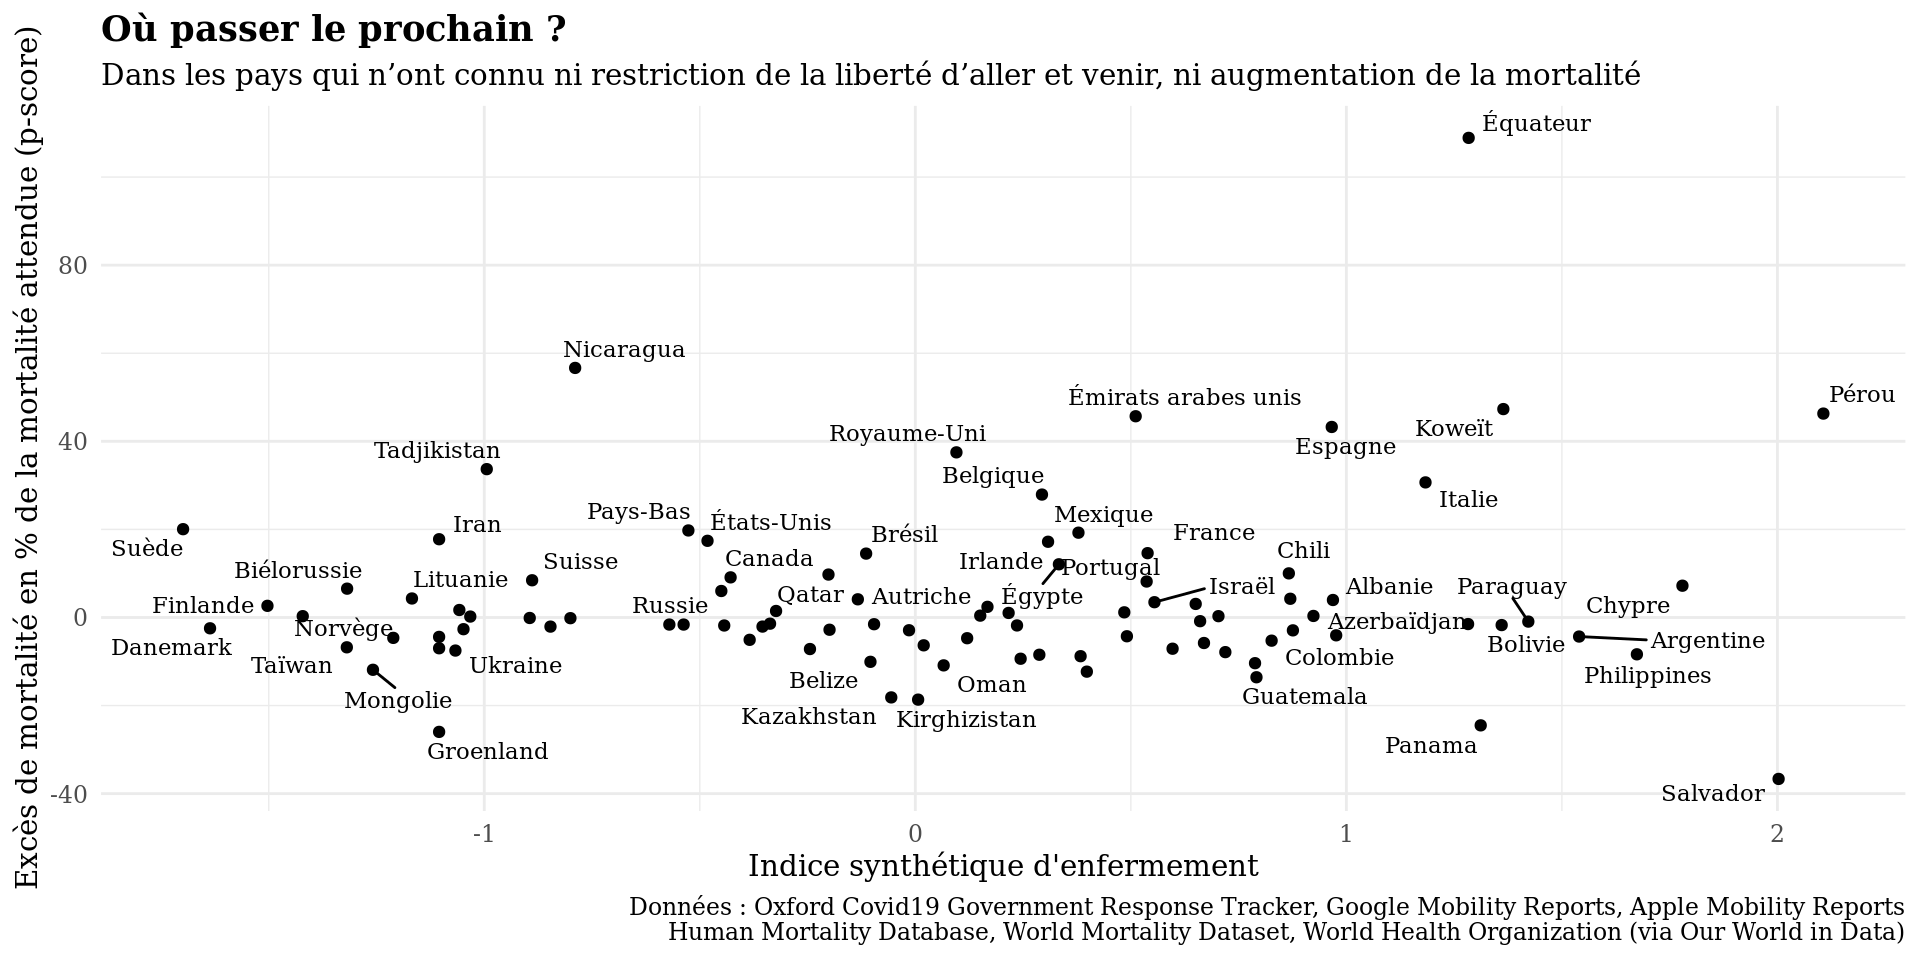 Où passer le prochain ?
Dans les pays qui n’ont connu ni restriction de la liberté d’aller et venir, ni augmentation de la mortalité
Excès de mortalité en % de la mortalité attendue (p-score)
Équateur
80
Nicaragua
Pérou
Émirats arabes unis
Koweït
Royaume-Uni
40
Espagne
Tadjikistan
Belgique
Italie
Pays-Bas
États-Unis
Mexique
Iran
Brésil
France
Suède
Chili
Canada
Suisse
Irlande
Portugal
Biélorussie
Lituanie
Israël
Albanie
Paraguay
Qatar
Autriche
Égypte
Finlande
Russie
Chypre
0
Norvège
Azerbaïdjan
Danemark
Bolivie
Argentine
Taïwan
Ukraine
Colombie
Philippines
Belize
Oman
Mongolie
Guatemala
Kazakhstan
Kirghizistan
Groenland
Panama
-40
Salvador
-1
0
1
2
Indice synthétique d'enfermement
Données : Oxford Covid19 Government Response Tracker, Google Mobility Reports, Apple Mobility Reports
Human Mortality Database, World Mortality Dataset, World Health Organization (via Our World in Data)